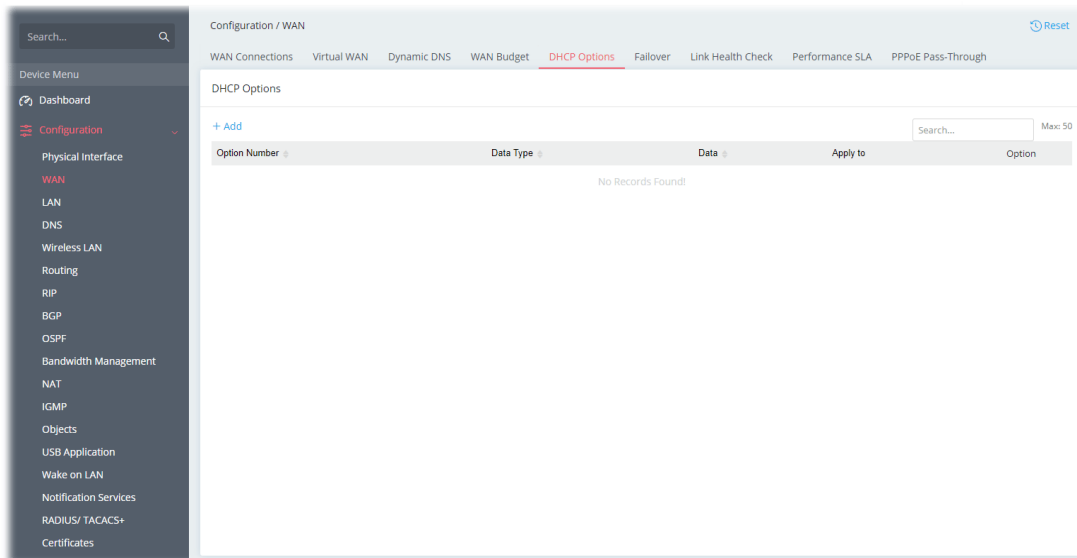 Search...
Device Menu
Dashboard
Configuration
Physical Interface
WAN
LAN
DNS
Wireless LAN
Routing
RIP
BGP
OSPF
Bandwidth Management
NAT
IGMP
Objects
USB Application
Wake on LAN
Notification Services
RADIUS/ TACACS+
Certificates
Configuration / WAN
Reset
WAN Connections Virtual WAN Dynamic DNS WAN Budget DHCP Options Failover Link Health Check Performance SLA PPPoE Pass-Through
DHCP Options
+ Add Search... Max: 50
Option Number Data Type Data Apply to Option
No Records Found!